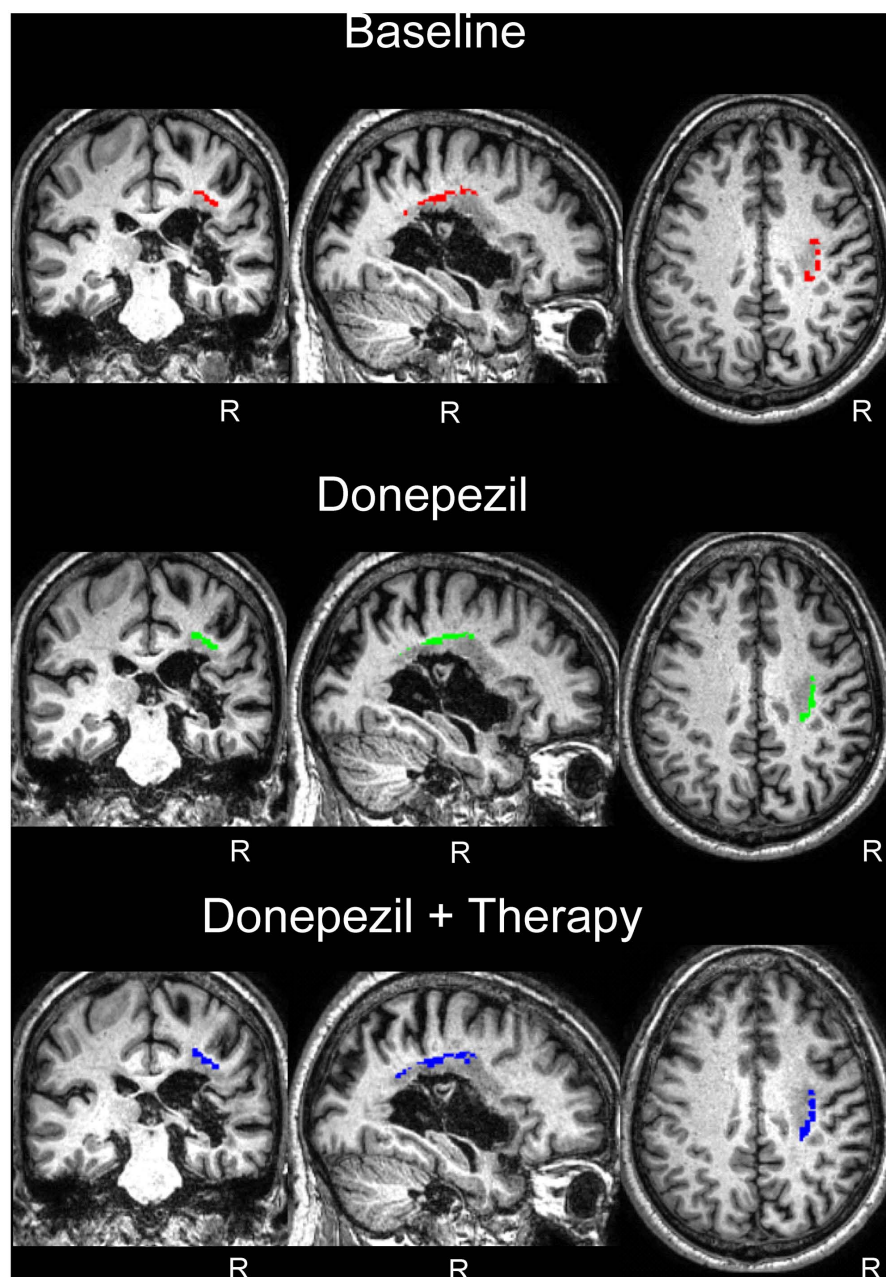 Baseline
R R R
Donepezil
R R R
Donepezil + Therapy
R R R